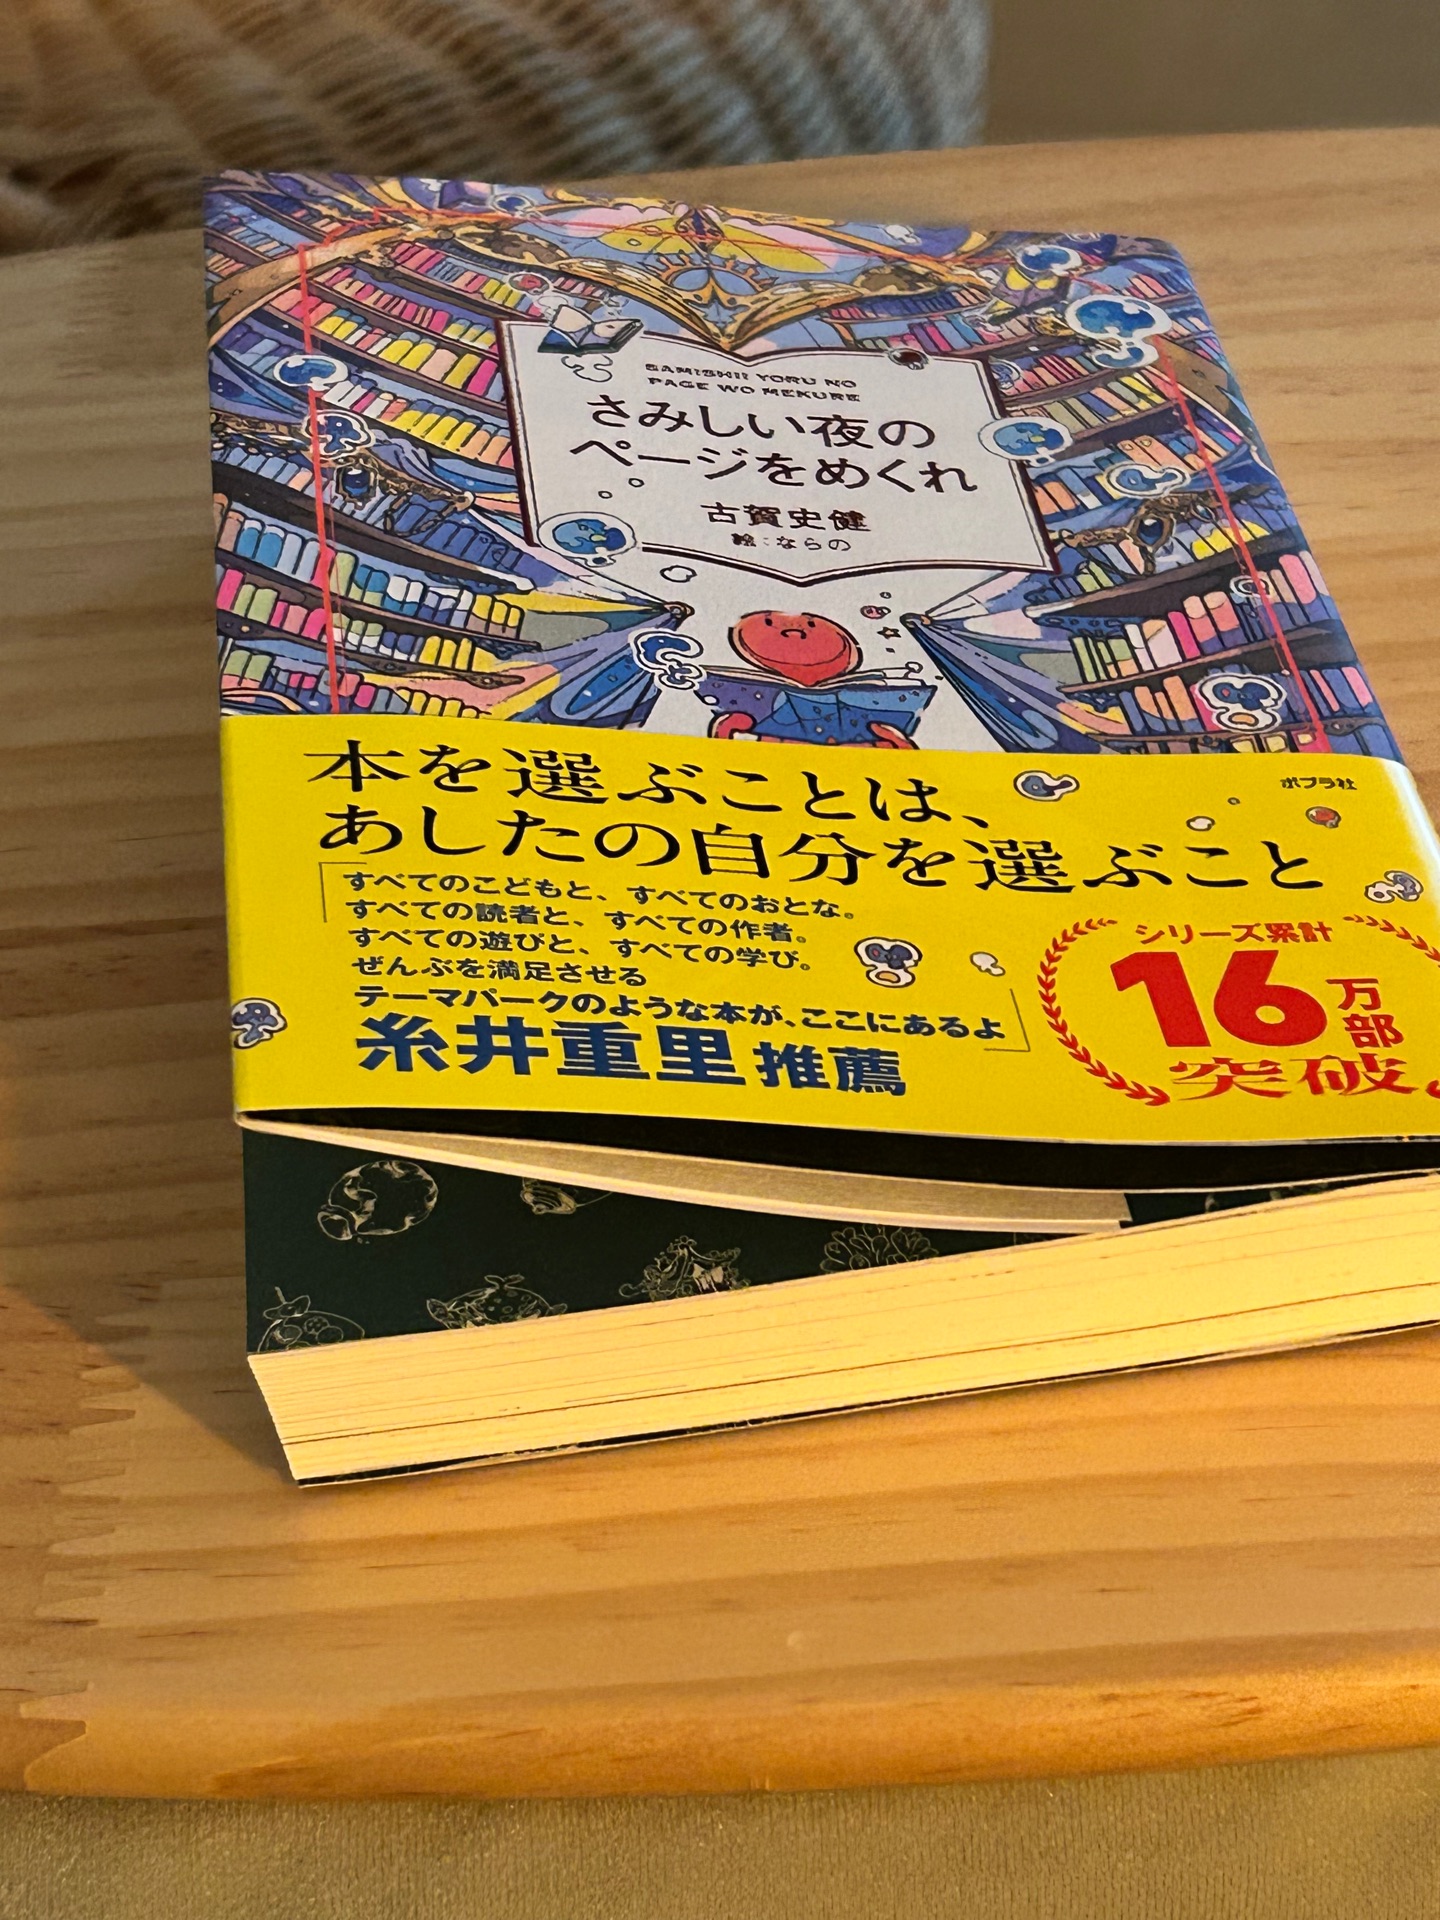 SAMISHII YORU NO
PAGE WO MEKURE
さみしい夜の
ページをめくれ
古賀史健
絵:ならの
本を選ぶことは、
あしたの自分を選ぶこと
ポプラ社
「すべてのこどもと、すべてのおとな。
すべての読者と、すべての作者。
すべての遊びと、すべての学び。
ぜんぶを満足させる
テーマパークのような本が、ここにあるよ」
糸井重里 推薦
シリーズ累計
16万部
突破